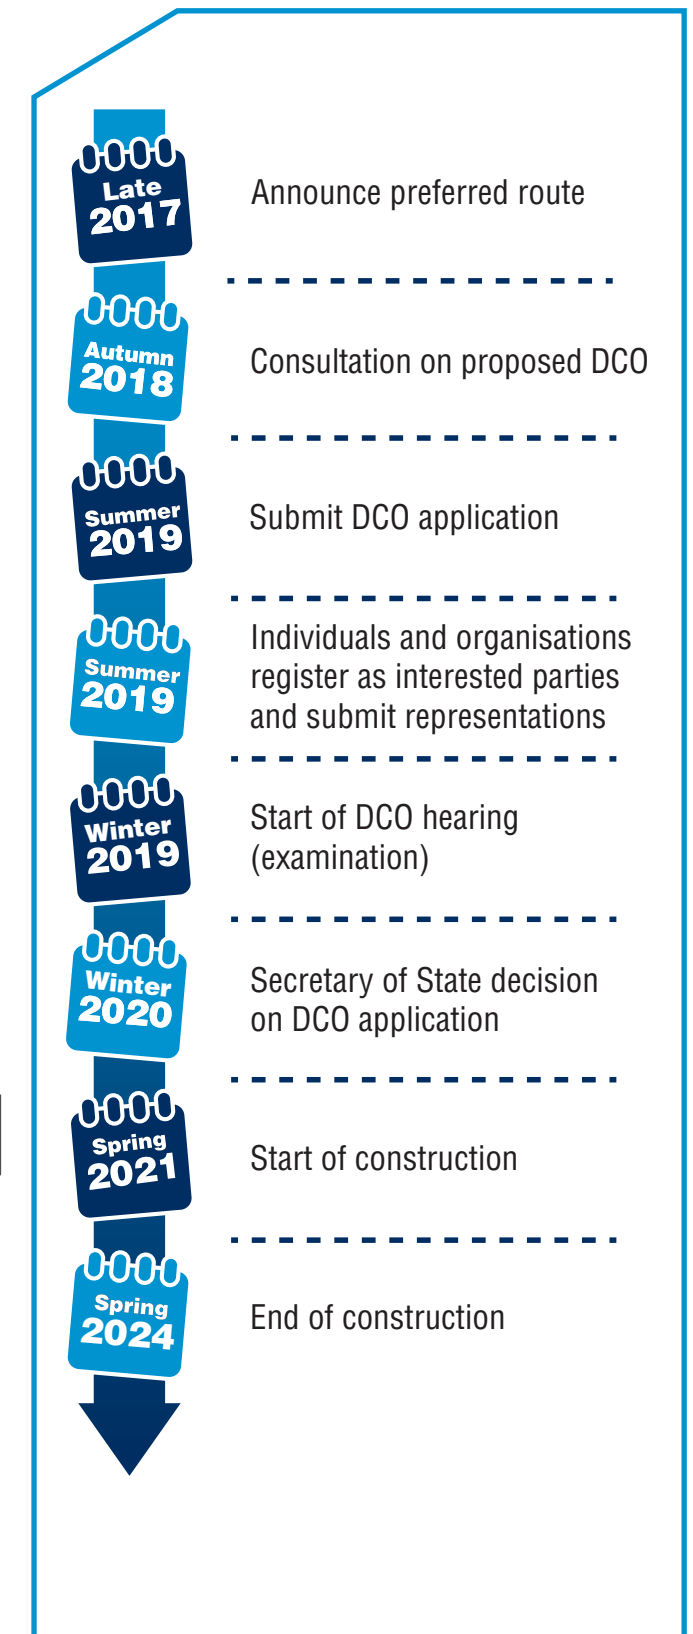 Late
2017
Announce preferred route
Autumn
2018
Consultation on proposed DCO
Summer
2019
Submit DCO application
Summer
2019
Individuals and organisations
register as interested parties
and submit representations
Winter
2019
Start of DCO hearing
(examination)
Winter
2020
Secretary of State decision
on DCO application
Spring
2021
Start of construction
Spring
2024
End of construction